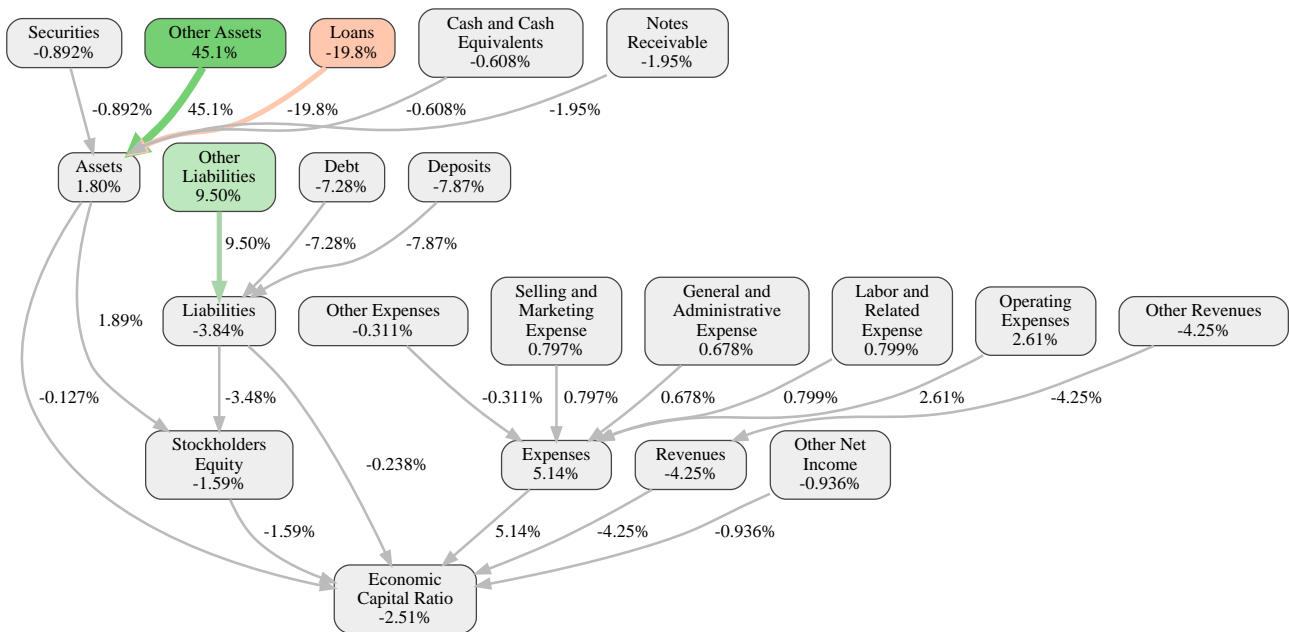 Securities
-0.892%
Other Assets
45.1%
Loans
-19.8%
Cash and Cash
Equivalents
-0.608%
Notes
Receivable
-1.95%
-0.892%
45.1%
-19.8%
-0.608%
-1.95%
Assets
1.80%
Other
Liabilities
9.50%
Debt
-7.28%
Deposits
-7.87%
9.50%
-7.28%
-7.87%
Liabilities
-3.84%
Other Expenses
-0.311%
Selling and
Marketing
Expense
0.797%
General and
Administrative
Expense
0.678%
Labor and
Related
Expense
0.799%
Operating
Expenses
2.61%
Other Revenues
-4.25%
1.89%
-0.127%
-3.48%
-0.311%
0.797%
0.678%
0.799%
2.61%
-4.25%
Stockholders
Equity
-1.59%
-0.238%
Expenses
5.14%
Revenues
-4.25%
Other Net
Income
-0.936%
-1.59%
5.14%
-4.25%
-0.936%
Economic
Capital Ratio
-2.51%